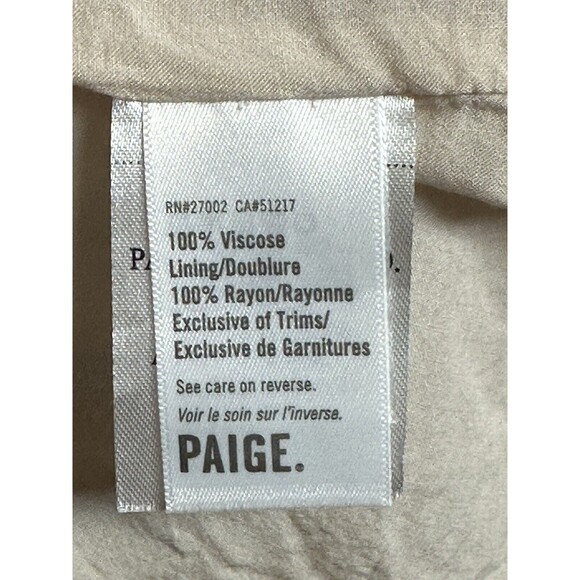 RN#27002 CA#51217
100% Viscose
Lining/Doublure
100% Rayon/Rayonne
Exclusive of Trims/
Exclusive de Garnitures
See care on reverse.
Voir le soin sur l'inverse.
PAIGE.